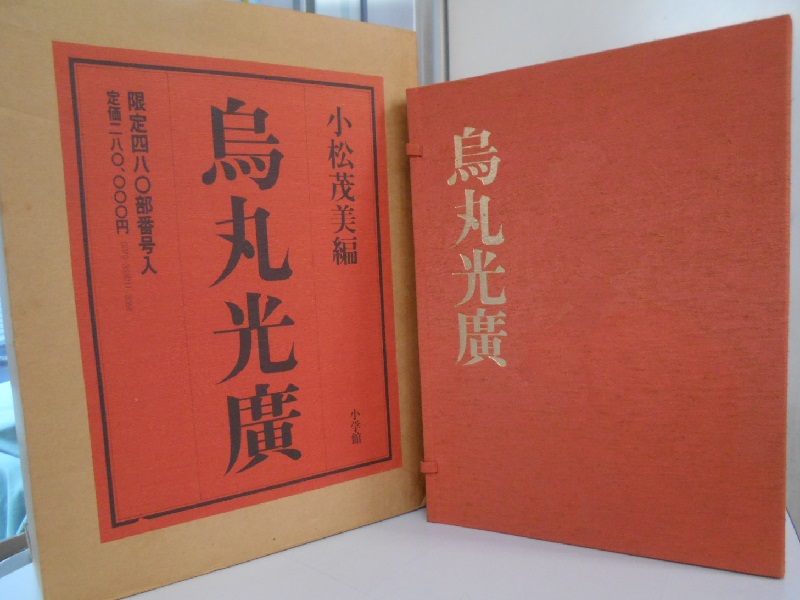 小松茂美編
烏丸光廣
小学館
限定四八〇部番号入
定価二八〇、〇〇〇円
烏丸光廣